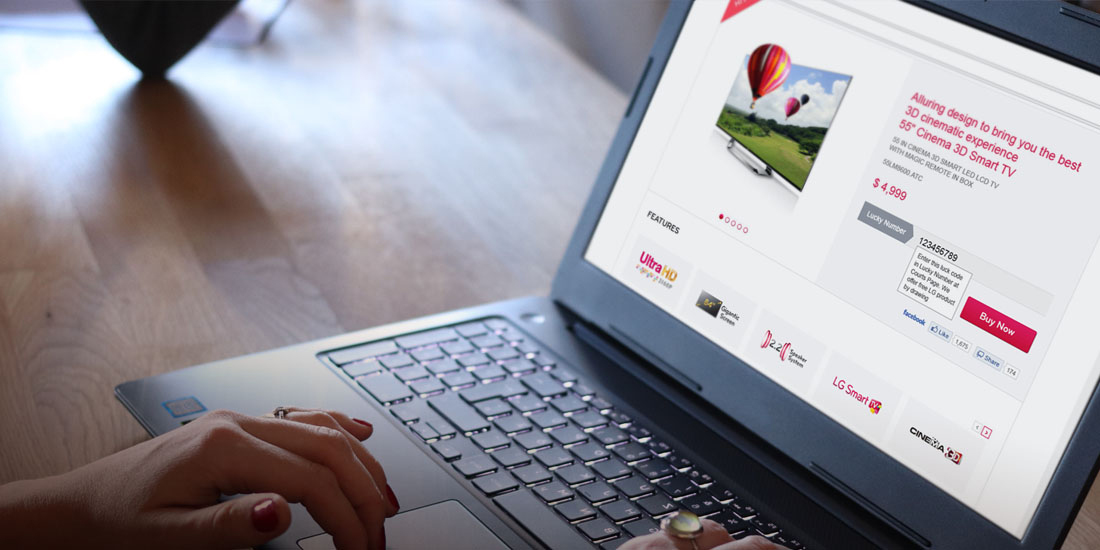 Alluring design to bring you the best
3D cinematic experience
55" Cinema 3D Smart TV
55 IN CINEMA 3D SMART LED LCD TV
WITH MAGIC REMOTE IN BOX
55LM8600 ATC
$ 4,999
Lucky Number
123456789
Enter this luck code
in Lucky Number at
Courts Page. We
offer free LG product
by drawing
Buy Now
facebook
Like
1,675
Share
174
FEATURES
Ultra HD
84"
Gigantic
Screen
2.2
Speaker
System
LG Smart TV
CINEMA 3D